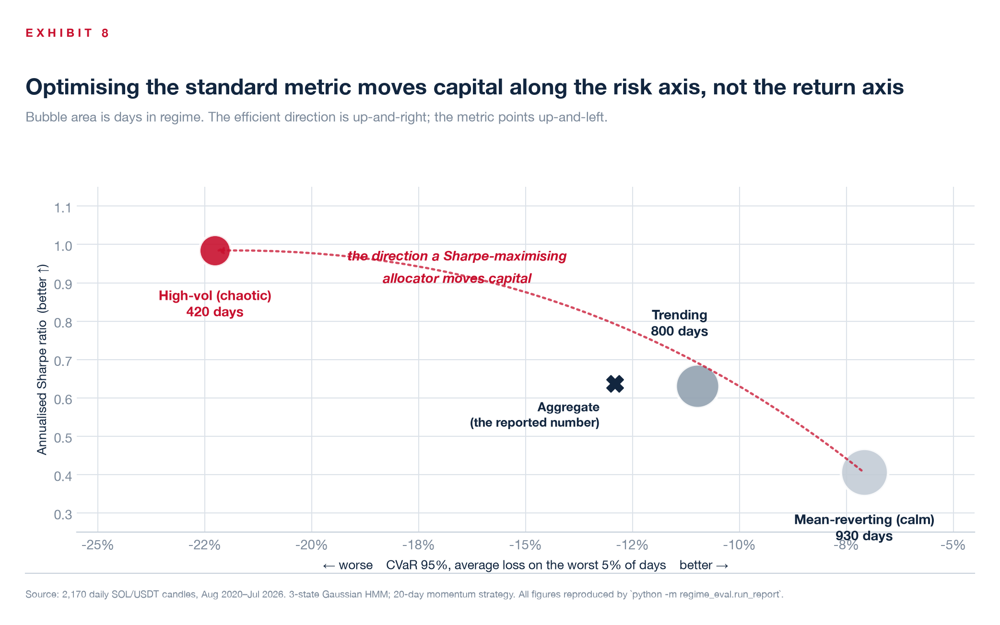 EXHIBIT 8
Optimising the standard metric moves capital along the risk axis, not the return axis
Bubble area is days in regime. The efficient direction is up-and-right; the metric points up-and-left.
Annualised Sharpe ratio (better ↑)
1.1
1.0
0.9
0.8
0.7
0.6
0.5
0.4
0.3
the direction a Sharpe-maximising
allocator moves capital
High-vol (chaotic)
420 days
Trending
800 days
Aggregate
(the reported number)
Mean-reverting (calm)
930 days
-25%
-22%
-20%
-18%
-15%
-12%
-10%
-8%
-5%
← worse    CVaR 95%, average loss on the worst 5% of days    better →
Source: 2,170 daily SOL/USDT candles, Aug 2020–Jul 2026. 3-state Gaussian HMM; 20-day momentum strategy. All figures reproduced by `python -m regime_eval.run_report`.